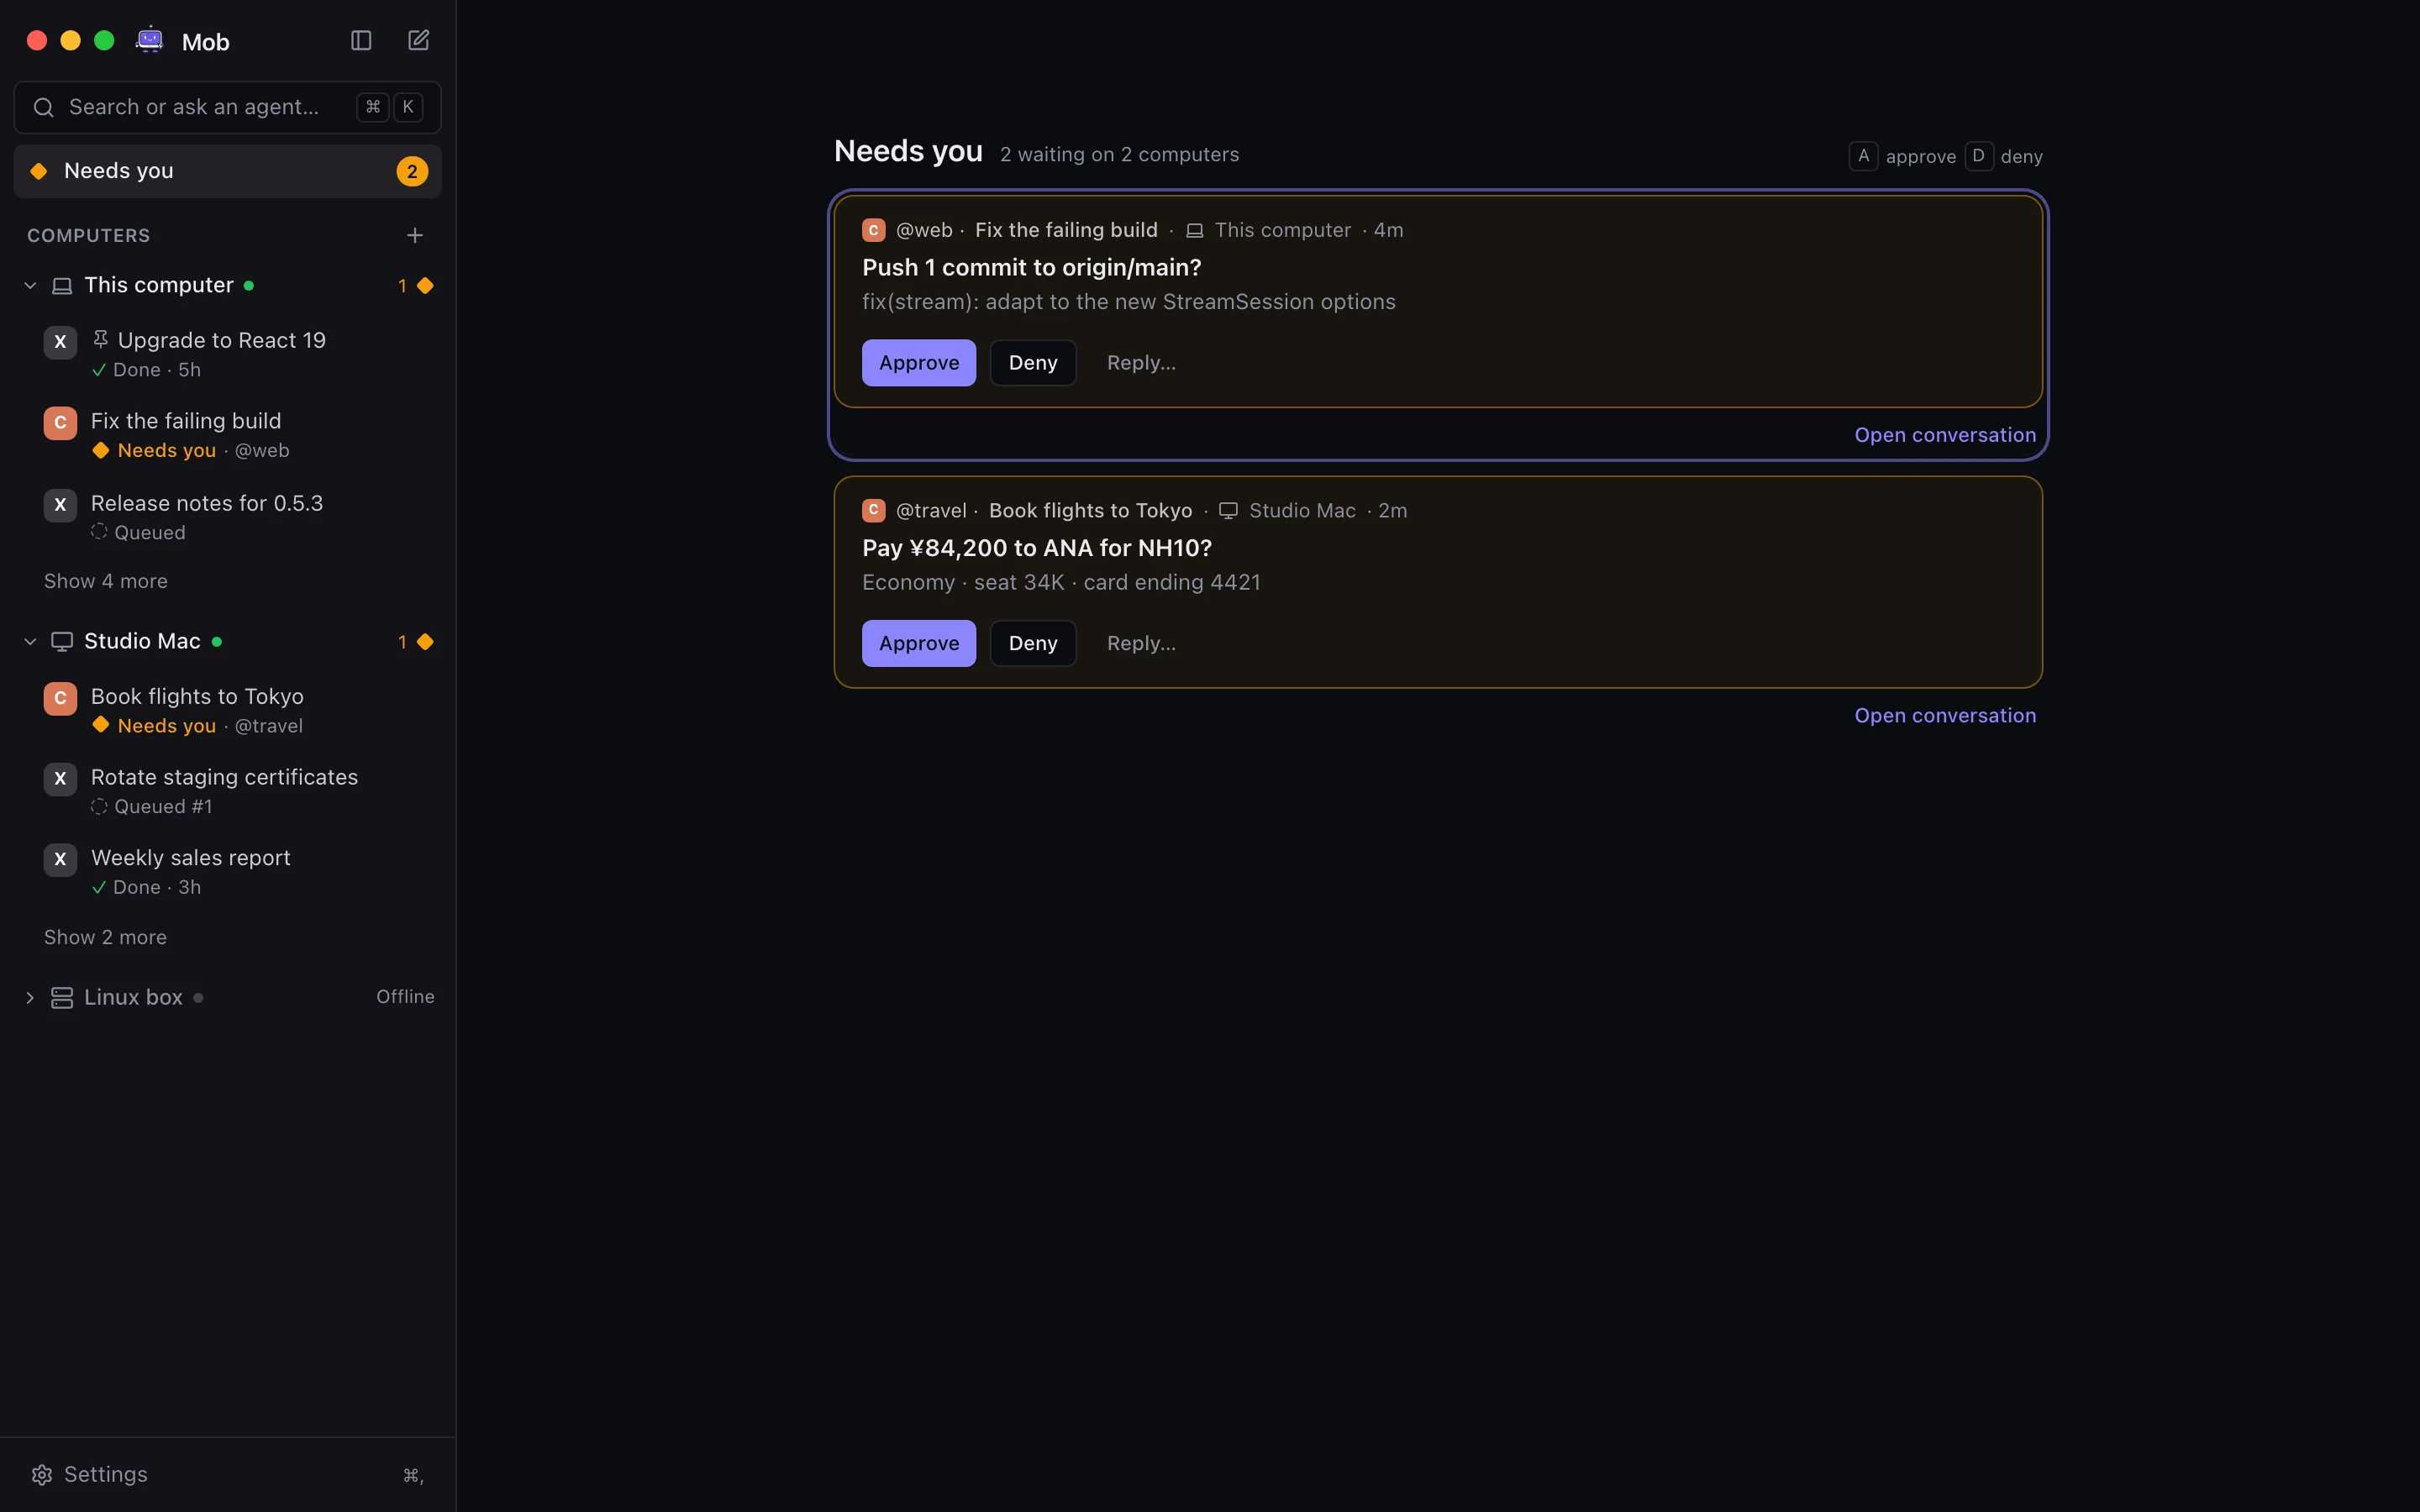 Mob
Search or ask an agent... ⌘ K
Needs you 2
COMPUTERS
This computer 1
X Upgrade to React 19
Done · 5h
C Fix the failing build
Needs you · @web
X Release notes for 0.5.3
Queued
Show 4 more
Studio Mac 1
C Book flights to Tokyo
Needs you · @travel
X Rotate staging certificates
Queued #1
X Weekly sales report
Done · 3h
Show 2 more
Linux box Offline
Settings ⌘,
Needs you 2 waiting on 2 computers A approve D deny
C @web · Fix the failing build · This computer · 4m
Push 1 commit to origin/main?
fix(stream): adapt to the new StreamSession options
Approve Deny Reply...
Open conversation
C @travel · Book flights to Tokyo · Studio Mac · 2m
Pay ¥84,200 to ANA for NH10?
Economy · seat 34K · card ending 4421
Approve Deny Reply...
Open conversation